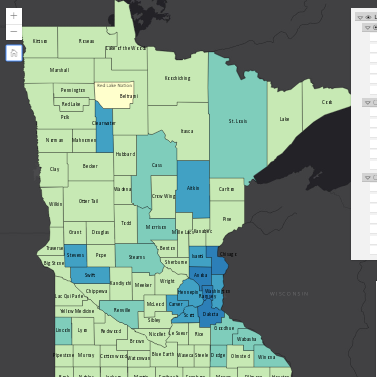 Kittson
Roseau
Lake of the Woods
Marshall
Koochiching
Pennington
Red Lake Nation
Beltrami
Red Lake
Polk
Clearwater
Cook
Lake
St. Louis
Itasca
Norman
Mahnomen
Hubbard
Cass
Clay
Becker
Aitkin
Carlton
Wadena
Crow Wing
Wilkin
Otter Tail
Pine
Todd
Morrison
Mille Lacs
Kanabec
Grant
Douglas
Benton
Traverse
Stevens
Pope
Stearns
Isanti
Chisago
Big Stone
Sherburne
Swift
Kandiyohi
Meeker
Wright
Anoka
Chippewa
Hennepin
Washington
Ramsey
Lac Qui Parle
McLeod
Carver
Yellow Medicine
Renville
Scott
Dakota
WISCONSIN
Sibley
Lincoln
Lyon
Redwood
Nicollet
Le Sueur
Rice
Goodhue
Wabasha
Brown
Pipestone
Murray
Cottonwood
Watonwan
Blue Earth
Waseca
Steele
Dodge
Olmsted
Winona